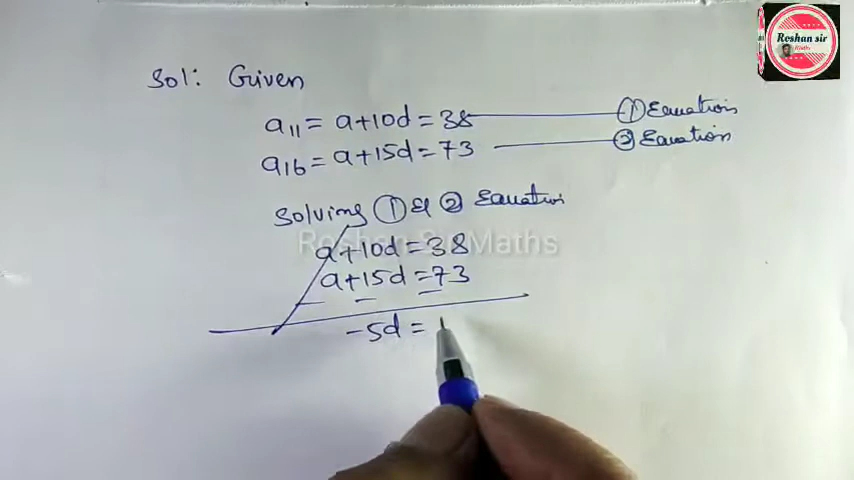 Roshan sir
Maths
Sol: Given
a11 = a+10d = 38 ① Equation
a16 = a+15d = 73 ② Equation
Solving ① & ② Equation
Roshan Sir Maths
a+10d = 38
a+15d = 73
— — —
-5d =